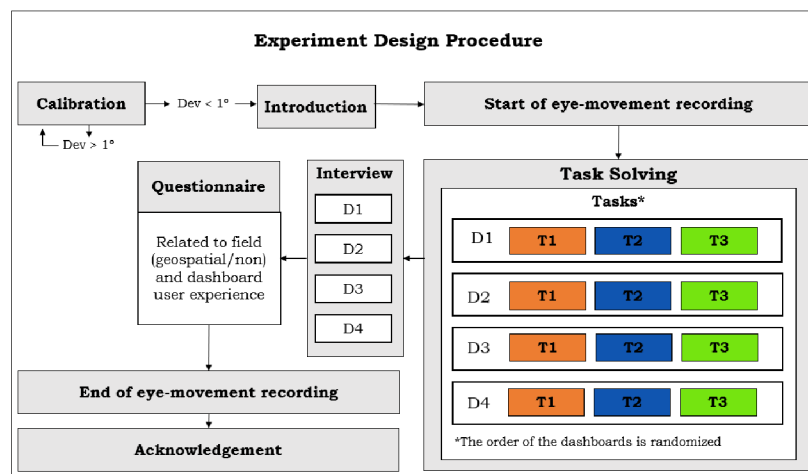 Experiment Design Procedure
Calibration
Dev < 1°
Introduction
Start of eye-movement recording
Dev > 1°
Task Solving
Tasks*
D1 T1 T2 T3
D2 T1 T2 T3
D3 T1 T2 T3
D4 T1 T2 T3
*The order of the dashboards is randomized
Interview
D1
D2
D3
D4
Questionnaire
Related to field
(geospatial/non)
and dashboard
user experience
End of eye-movement recording
Acknowledgement